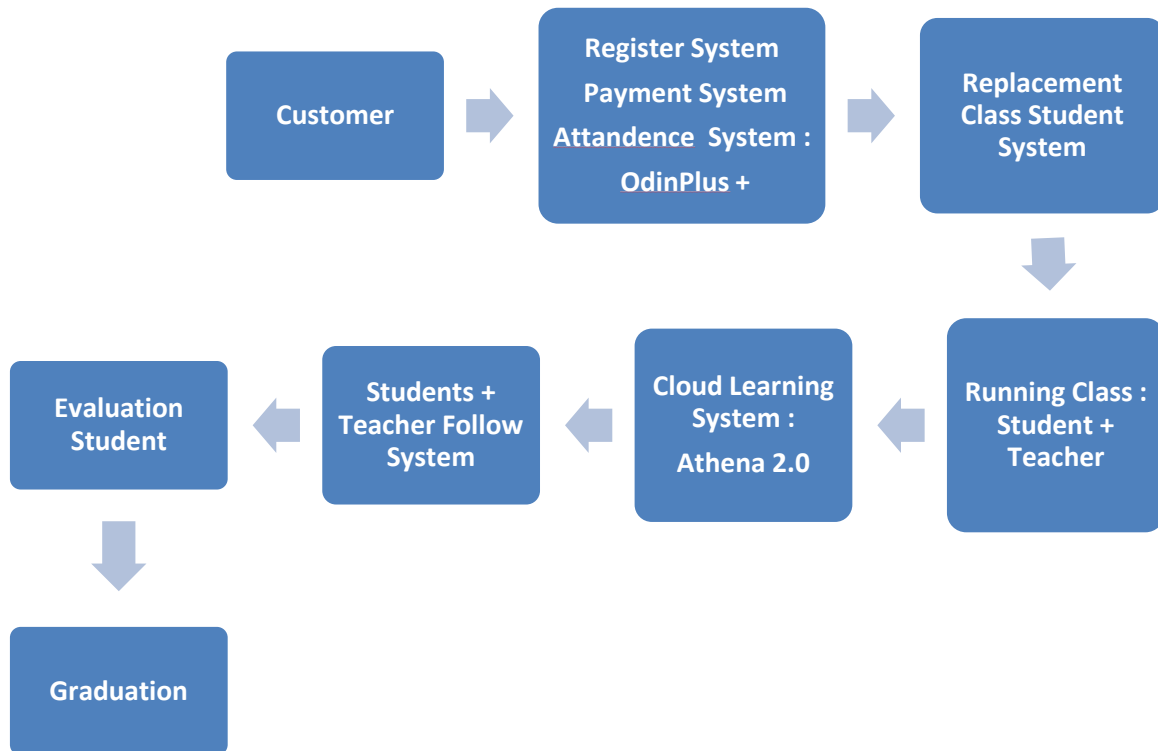 Customer
Register System
Payment System
Attandence System :
OdinPlus +
Replacement
Class Student
System
Running Class :
Student +
Teacher
Cloud Learning
System :
Athena 2.0
Students +
Teacher Follow
System
Evaluation
Student
Graduation